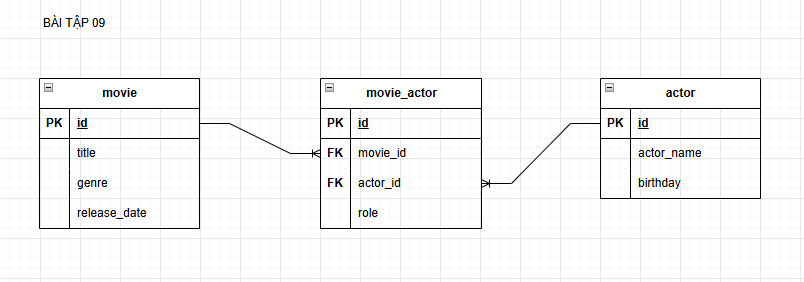 BÀI TẬP 09
movie
PK id
title
genre
release_date
movie_actor
PK id
FK movie_id
FK actor_id
role
actor
PK id
actor_name
birthday